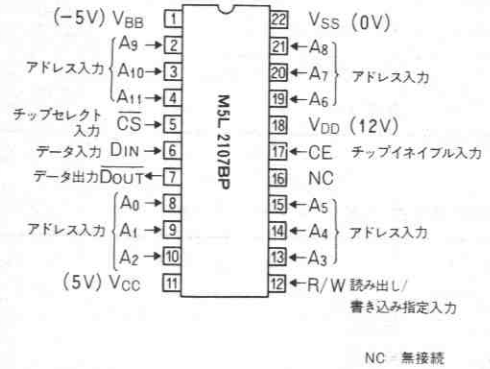 (-5V) VBB 1
アドレス入力
A9 → 2
A10 → 3
A11 → 4
チップセレクト
入力
C̅S̅ → 5
データ入力 DIN → 6
データ出力 D̅O̅U̅T̅ ← 7
アドレス入力
A0 → 8
A1 → 9
A2 → 10
(5V) VCC 11
M5L 2107BP
22 VSS (0V)
21 ← A8
20 ← A7
19 ← A6
アドレス入力
18 VDD (12V)
17 ← CE チップイネイブル入力
16 NC
15 ← A5
14 ← A4
13 ← A3
アドレス入力
12 ← R/W 読み出し/
書き込み指定入力
NC 無接続